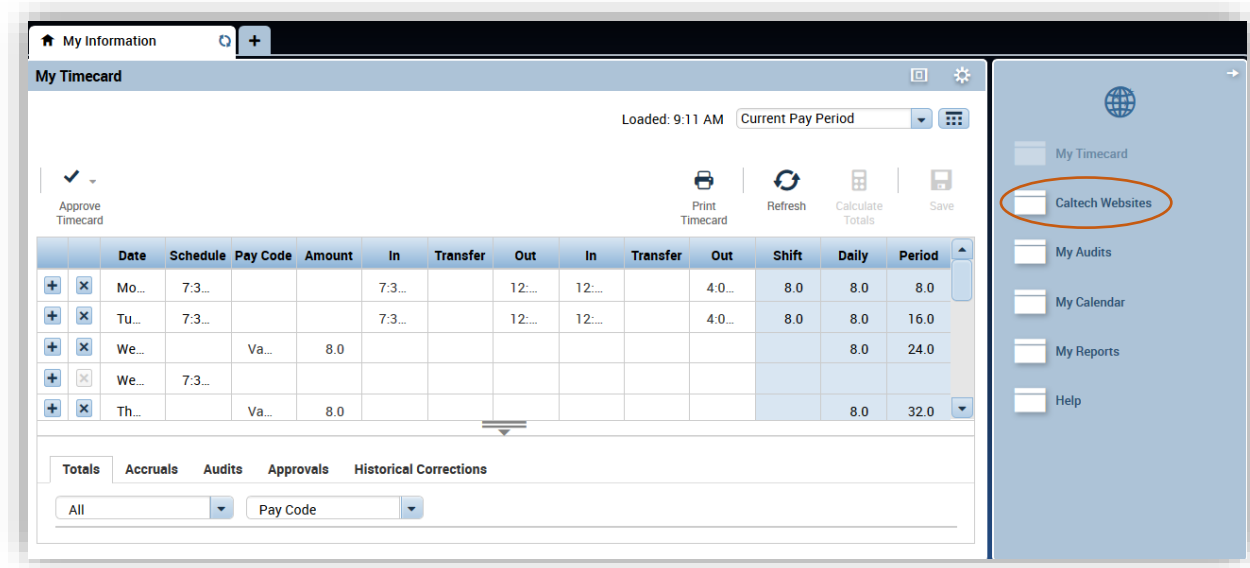 My Information +
My Timecard
Loaded: 9:11 AM Current Pay Period
Approve Timecard
Print Timecard
Refresh
Calculate Totals
Save
Date Schedule Pay Code Amount In Transfer Out In Transfer Out Shift Daily Period
Mo... 7:3... 7:3... 12:... 12:... 4:0... 8.0 8.0 8.0
Tu... 7:3... 7:3... 12:... 12:... 4:0... 8.0 8.0 16.0
We... Va... 8.0 8.0 24.0
We... 7:3...
Th... Va... 8.0 8.0 32.0
Totals Accruals Audits Approvals Historical Corrections
All Pay Code
My Timecard
Caltech Websites
My Audits
My Calendar
My Reports
Help